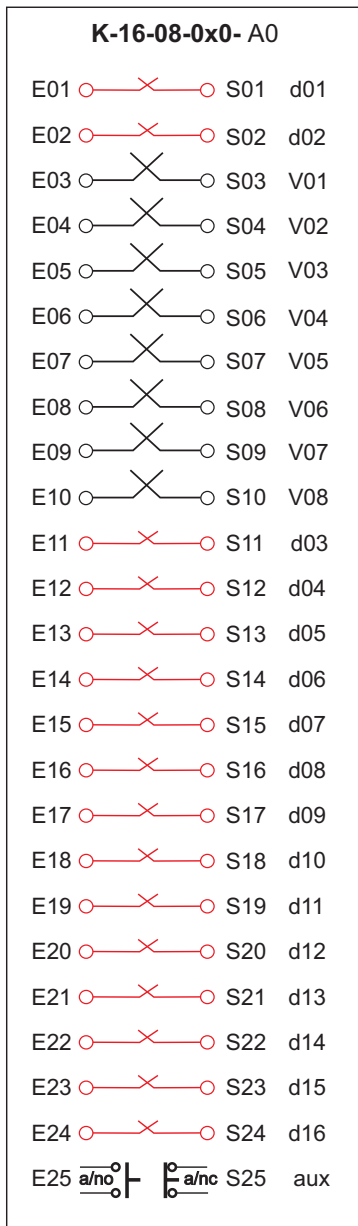 K-16-08-0x0- A0
E01 S01 d01
E02 S02 d02
E03 S03 V01
E04 S04 V02
E05 S05 V03
E06 S06 V04
E07 S07 V05
E08 S08 V06
E09 S09 V07
E10 S10 V08
E11 S11 d03
E12 S12 d04
E13 S13 d05
E14 S14 d06
E15 S15 d07
E16 S16 d08
E17 S17 d09
E18 S18 d10
E19 S19 d11
E20 S20 d12
E21 S21 d13
E22 S22 d14
E23 S23 d15
E24 S24 d16
E25 a/no a/nc S25 aux